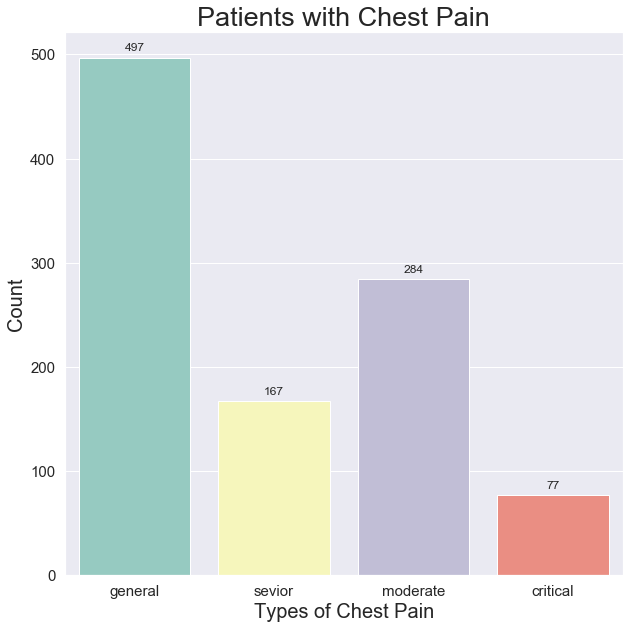 Patients with Chest Pain
497
167
284
77
500
400
300
200
100
0
Count
general
sevior
moderate
critical
Types of Chest Pain